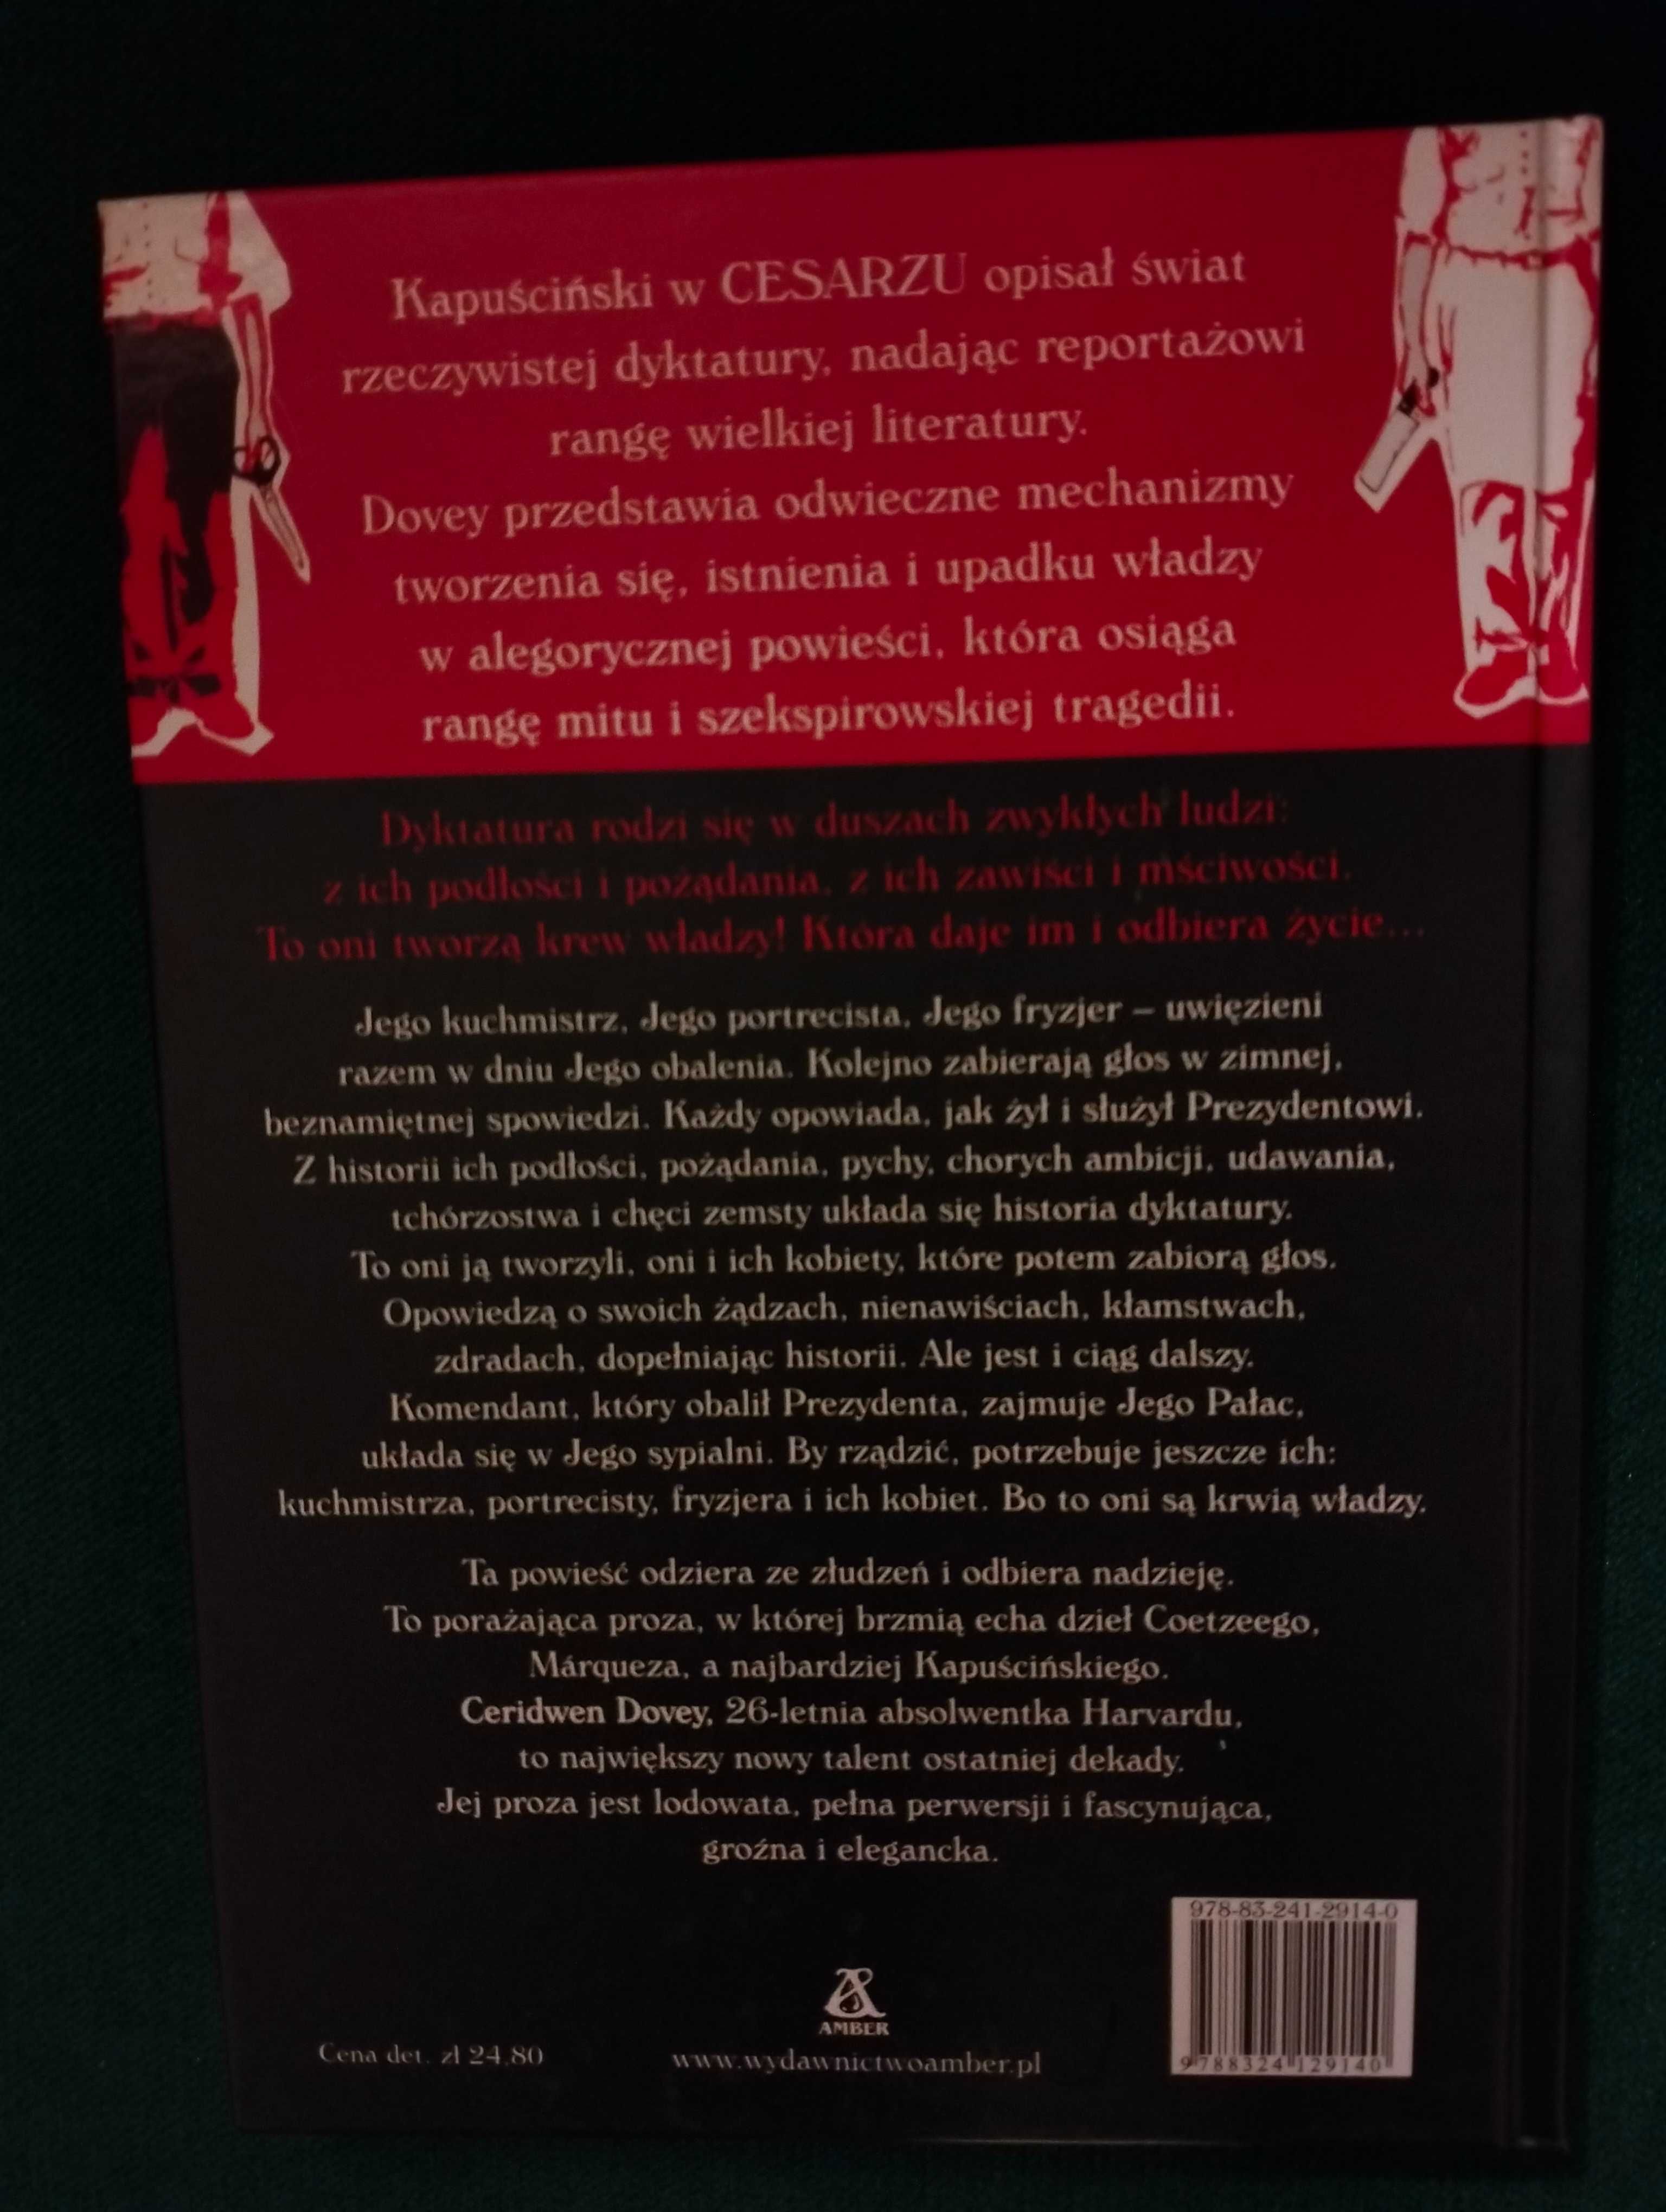 Kapuściński w CESARZU opisał świat
rzeczywistej dyktatury, nadając reportażowi
rangę wielkiej literatury.
Dovey przedstawia odwieczne mechanizmy
tworzenia się, istnienia i upadku władzy
w alegorycznej powieści, która osiąga
rangę mitu i szekspirowskiej tragedii.
Dyktatura rodzi się w duszach zwykłych ludzi:
z ich podłości i pożądania, z ich zawiści i mściwości.
To oni tworzą krew władzy! Która daje im i odbiera życie...
Jego kuchmistrz, Jego portrecista, Jego fryzjer – uwięzieni
razem w dniu Jego obalenia. Kolejno zabierają głos w zimnej,
beznamiętnej spowiedzi. Każdy opowiada, jak żył i służył Prezydentowi.
Z historii ich podłości, pożądania, pychy, chorych ambicji, udawania,
tchórzostwa i chęci zemsty układa się historia dyktatury.
To oni ją tworzyli, oni i ich kobiety, które potem zabiorą głos.
Opowiedzą o swoich żądzach, nienawiściach, kłamstwach,
zdradach, dopełniając historii. Ale jest i ciąg dalszy.
Komendant, który obalił Prezydenta, zajmuje Jego Pałac,
układa się w Jego sypialni. By rządzić, potrzebuje jeszcze ich:
kuchmistrza, portrecisty, fryzjera i ich kobiet. Bo to oni są krwią władzy.
Ta powieść odziera ze złudzeń i odbiera nadzieję.
To porażająca proza, w której brzmią echa dzieł Coetzeego,
Márqueza, a najbardziej Kapuścińskiego.
Ceridwen Dovey, 26-letnia absolwentka Harvardu,
to największy nowy talent ostatniej dekady.
Jej proza jest lodowata, pełna perwersji i fascynująca,
groźna i elegancka.
978-83-241-2914-0
AMBER
Cena det. zł 24,80
www.wydawnictwoamber.pl
9788324129140